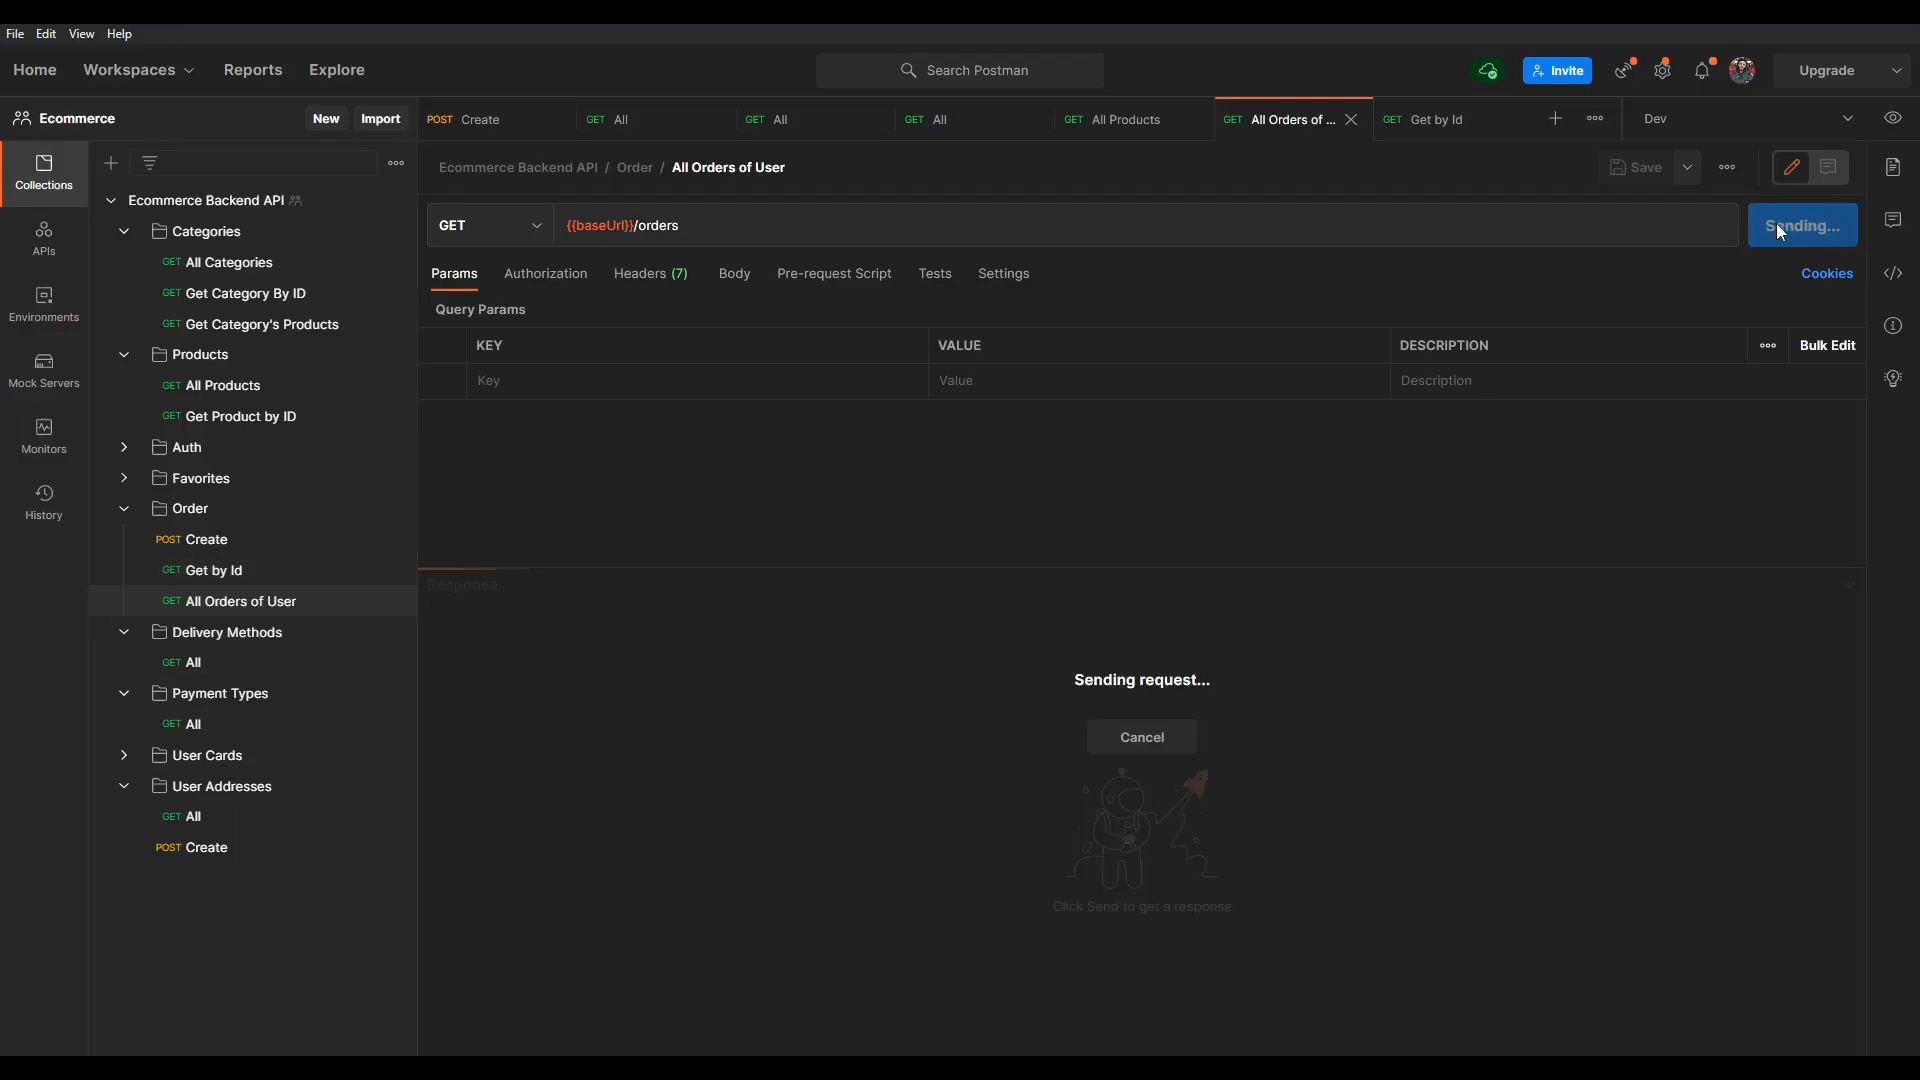 File Edit View Help
Home Workspaces Reports Explore
Search Postman
Invite
Upgrade
Ecommerce
New Import
POST Create
GET All
GET All
GET All
GET All Products
GET All Orders of ...
GET Get by Id
Dev
Collections
APIs
Environments
Mock Servers
Monitors
History
Ecommerce Backend API
Categories
GET All Categories
GET Get Category By ID
GET Get Category's Products
Products
GET All Products
GET Get Product by ID
Auth
Favorites
Order
POST Create
GET Get by Id
GET All Orders of User
Delivery Methods
GET All
Payment Types
GET All
User Cards
User Addresses
GET All
POST Create
Ecommerce Backend API / Order / All Orders of User
Save
GET
{{baseUrl}}/orders
Sending...
Params Authorization Headers (7) Body Pre-request Script Tests Settings
Cookies
Query Params
KEY VALUE DESCRIPTION
Bulk Edit
Key Value Description
Response
Sending request...
Cancel
Click Send to get a response